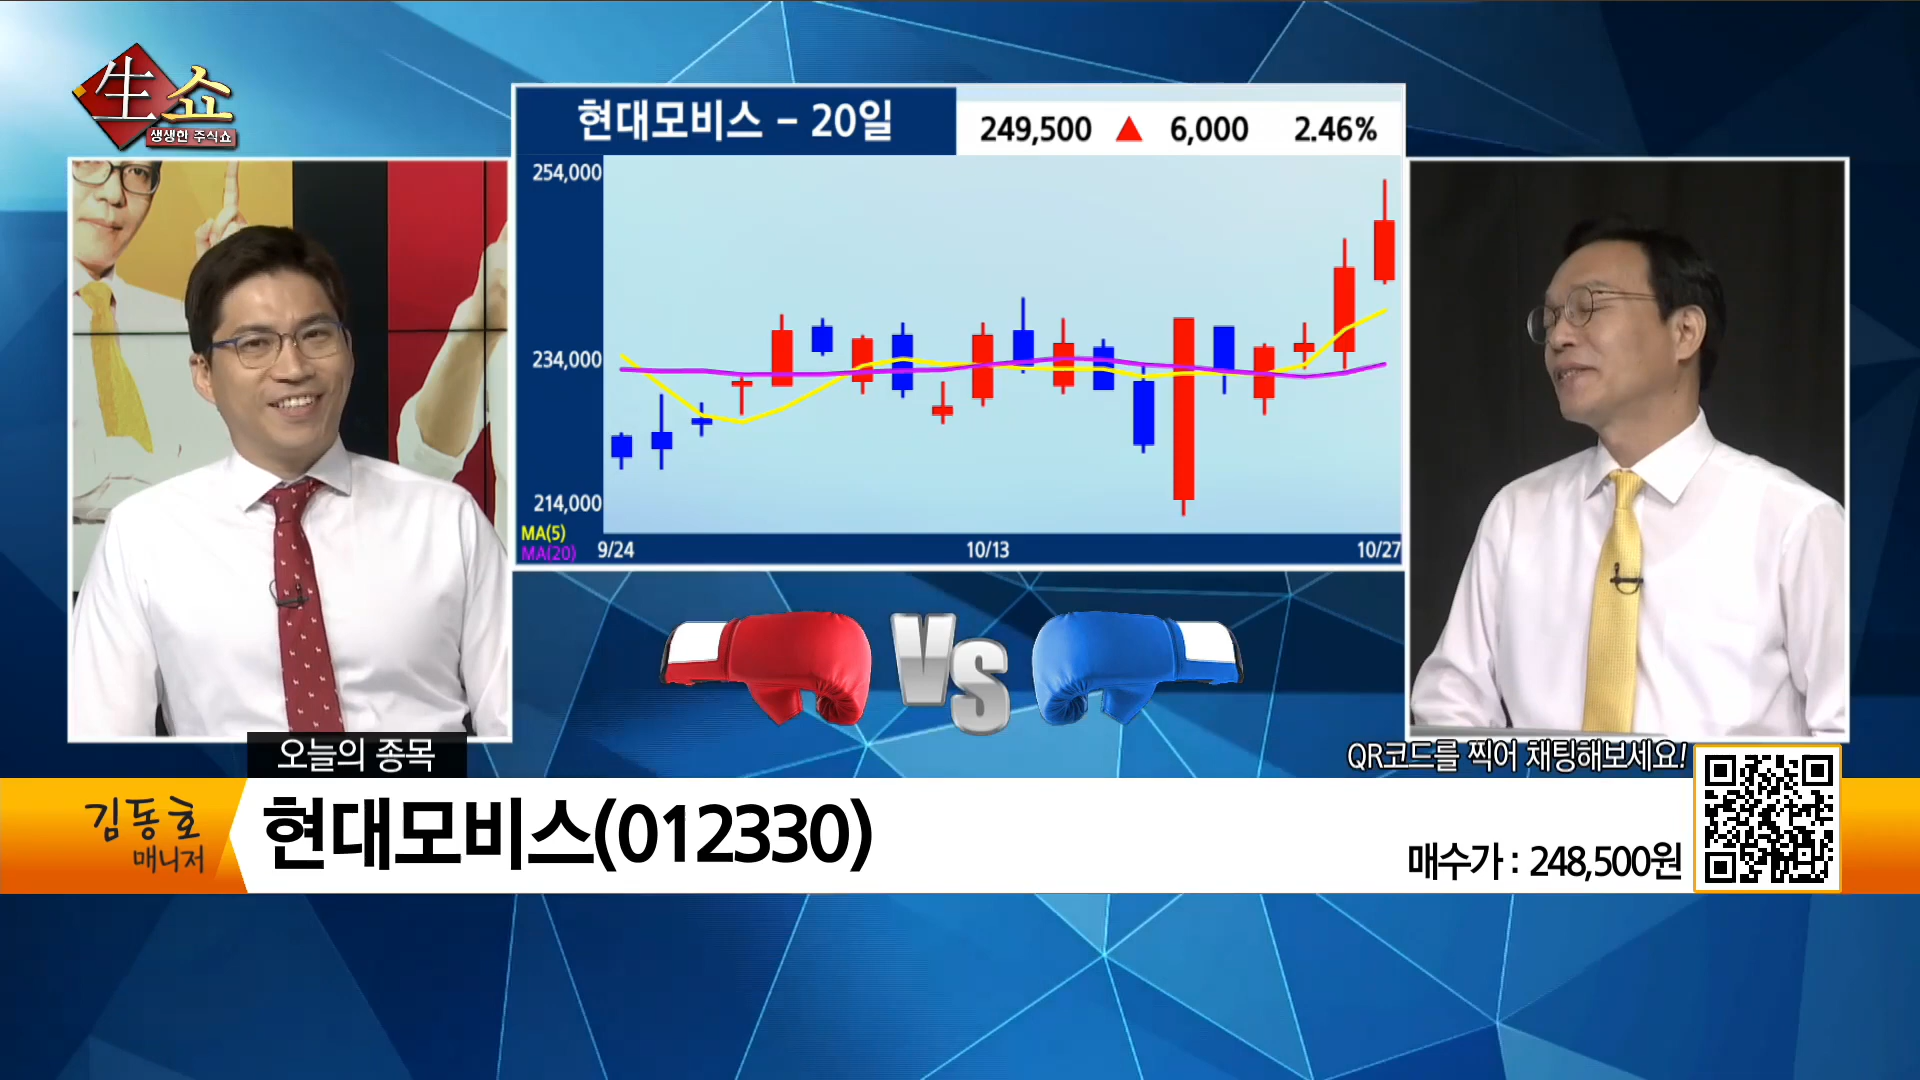 生쇼
생생한 주식쇼
현대모비스 - 20일
249,500 ▲ 6,000 2.46%
254,000
234,000
214,000
MA(5)
MA(20)
9/24 10/13 10/27
VS
오늘의 종목
QR코드를 찍어 채팅해보세요!
김동호
매니저
현대모비스(012330)
매수가 : 248,500원